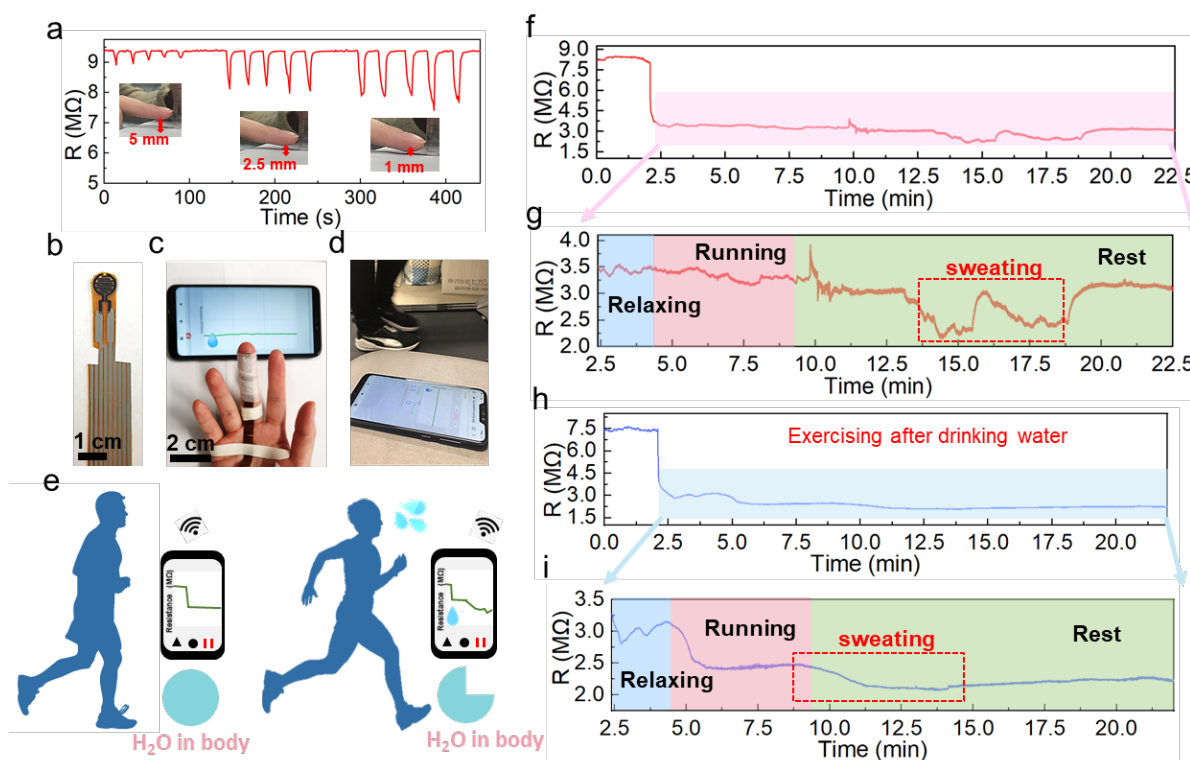 a
R (MΩ)
9
8
7
6
5
0 100 200 300 400
Time (s)
5 mm
2.5 mm
1 mm
b
1 cm
c
2 cm
d
e
Resistance (MΩ)
H₂O in body
Resistance (MΩ)
H₂O in body
f
R (MΩ)
9.0
7.5
6.0
4.5
3.0
1.5
0.0 2.5 5.0 7.5 10.0 12.5 15.0 17.5 20.0 22.5
Time (min)
g
R (MΩ)
4.0
3.5
3.0
2.5
2.0
Relaxing
Running
sweating
Rest
2.5 5.0 7.5 10.0 12.5 15.0 17.5 20.0 22.5
Time (min)
h
R (MΩ)
7.5
6.0
4.5
3.0
1.5
Exercising after drinking water
0.0 2.5 5.0 7.5 10.0 12.5 15.0 17.5 20.0
Time (min)
i
R (MΩ)
3.5
3.0
2.5
2.0
Relaxing
Running
sweating
Rest
2.5 5.0 7.5 10.0 12.5 15.0 17.5 20.0
Time (min)